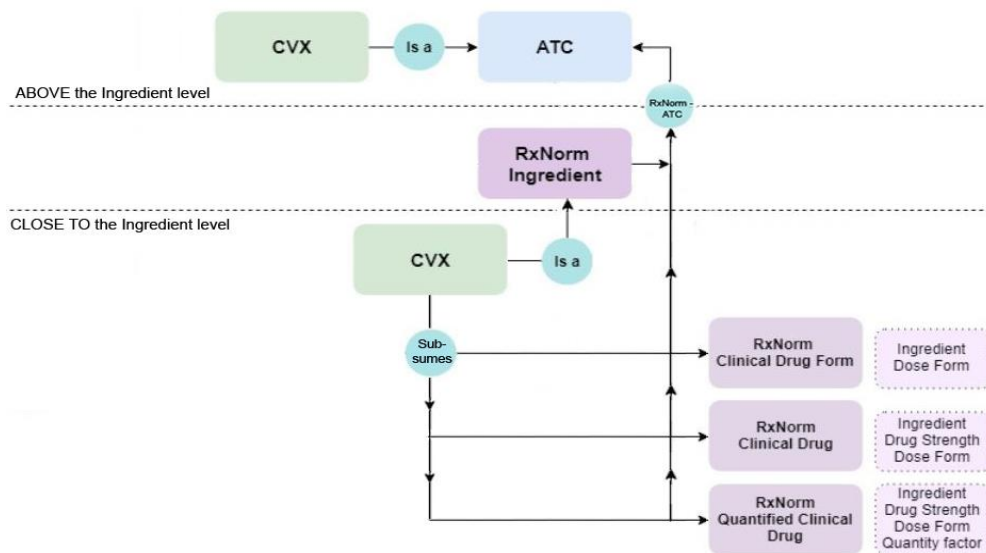 CVX
Is a
ATC
ABOVE the Ingredient level
RxNorm -
ATC
RxNorm
Ingredient
CLOSE TO the Ingredient level
CVX
Is a
Sub-
sumes
RxNorm
Clinical Drug Form
Ingredient
Dose Form
RxNorm
Clinical Drug
Ingredient
Drug Strength
Dose Form
RxNorm
Quantified Clinical
Drug
Ingredient
Drug Strength
Dose Form
Quantity factor